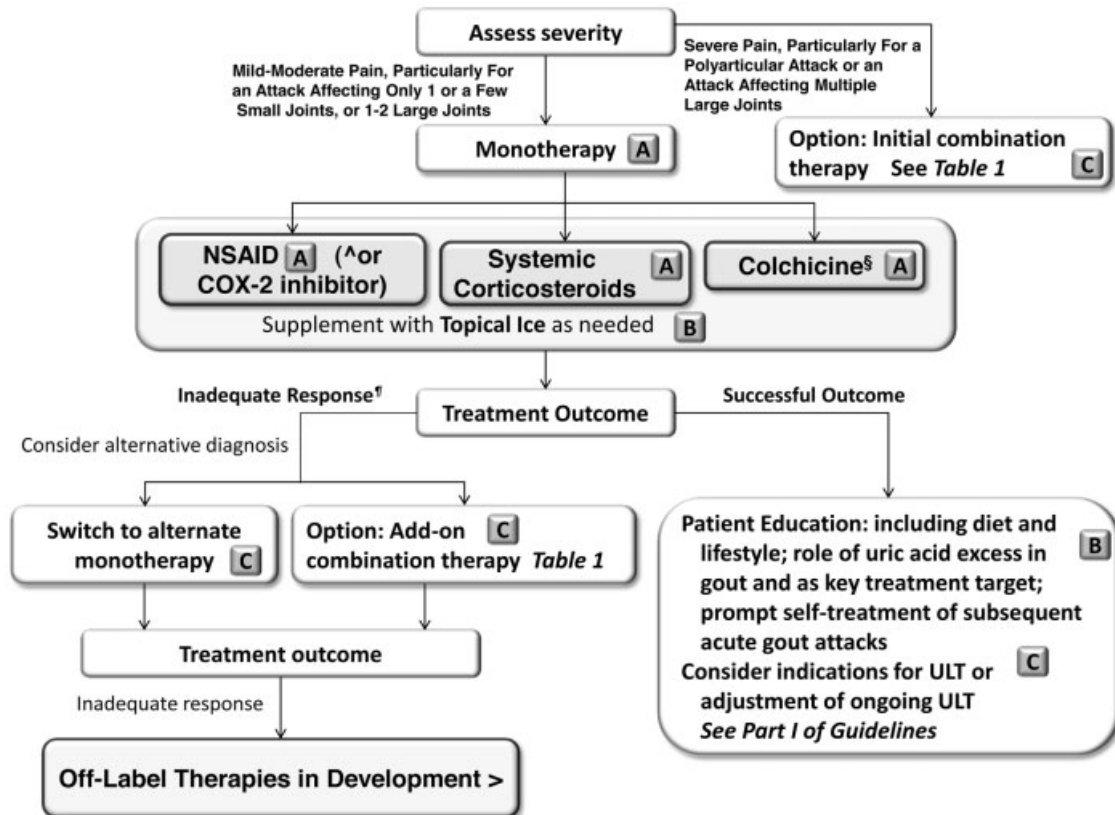 Assess severity
Mild-Moderate Pain, Particularly For
an Attack Affecting Only 1 or a Few
Small Joints, or 1-2 Large Joints
Severe Pain, Particularly For a
Polyarticular Attack or an
Attack Affecting Multiple
Large Joints
Monotherapy A
Option: Initial combination
therapy See Table 1 C
NSAID A (^or
COX-2 inhibitor)
Systemic
Corticosteroids A
Colchicine§ A
Supplement with Topical Ice as needed B
Inadequate Response¶
Treatment Outcome
Successful Outcome
Consider alternative diagnosis
Switch to alternate
monotherapy C
Option: Add-on C
combination therapy Table 1
Patient Education: including diet and
lifestyle; role of uric acid excess in B
gout and as key treatment target;
prompt self-treatment of subsequent
acute gout attacks
Consider indications for ULT or C
adjustment of ongoing ULT
See Part I of Guidelines
Treatment outcome
Inadequate response
Off-Label Therapies in Development >